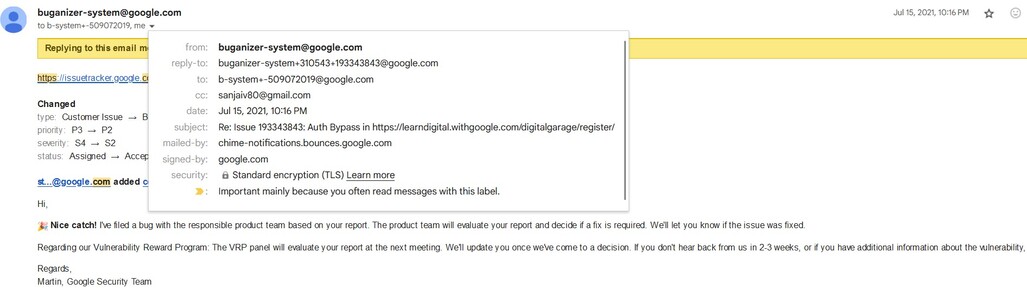 buganizer-system@google.com
Jul 15, 2021, 10:16 PM
to b-system+-509072019, me
Replying to this email m
https://issuetracker.google.c
Changed
type: Customer Issue → B
priority: P3 → P2
severity: S4 → S2
status: Assigned → Accep
st...@google.com added c
from: buganizer-system@google.com
reply-to: buganizer-system+310543+193343843@google.com
to: b-system+-509072019@google.com
cc: sanjaiv80@gmail.com
date: Jul 15, 2021, 10:16 PM
subject: Re: Issue 193343843: Auth Bypass in https://learndigital.withgoogle.com/digitalgarage/register/
mailed-by: chime-notifications.bounces.google.com
signed-by: google.com
security: Standard encryption (TLS) Learn more
: Important mainly because you often read messages with this label.
Hi,
🎉 Nice catch! I've filed a bug with the responsible product team based on your report. The product team will evaluate your report and decide if a fix is required. We'll let you know if the issue was fixed.
Regarding our Vulnerability Reward Program: The VRP panel will evaluate your report at the next meeting. We'll update you once we've come to a decision. If you don't hear back from us in 2-3 weeks, or if you have additional information about the vulnerability,
Regards,
Martin, Google Security Team